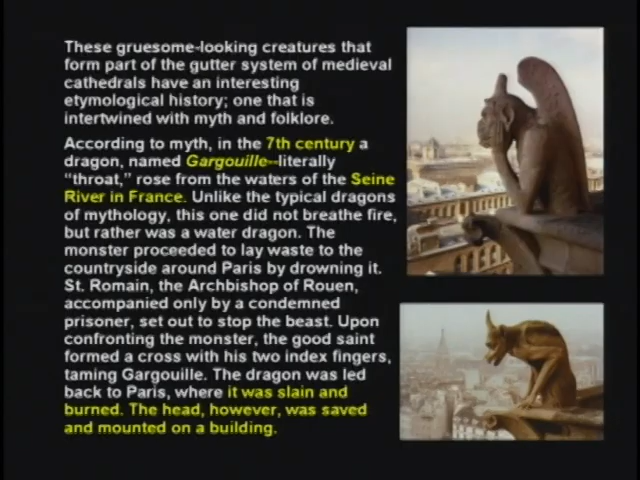 These gruesome-looking creatures that
form part of the gutter system of medieval
cathedrals have an interesting
etymological history; one that is
intertwined with myth and folklore.
According to myth, in the 7th century a
dragon, named Gargouille--literally
“throat,” rose from the waters of the Seine
River in France. Unlike the typical dragons
of mythology, this one did not breathe fire,
but rather was a water dragon. The
monster proceeded to lay waste to the
countryside around Paris by drowning it.
St. Romain, the Archbishop of Rouen,
accompanied only by a condemned
prisoner, set out to stop the beast. Upon
confronting the monster, the good saint
formed a cross with his two index fingers,
taming Gargouille. The dragon was led
back to Paris, where it was slain and
burned. The head, however, was saved
and mounted on a building.